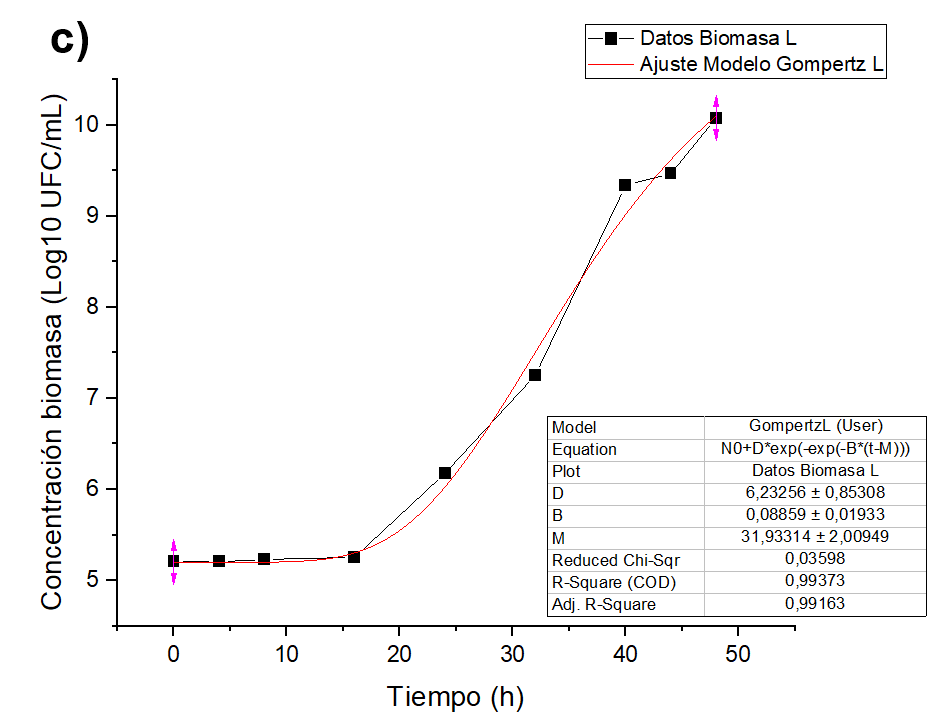 c)
Datos Biomasa L
Ajuste Modelo Gompertz L
Concentración biomasa (Log10 UFC/mL)
10
9
8
7
6
5
Model GompertzL (User)
Equation N0+D*exp(-exp(-B*(t-M)))
Plot Datos Biomasa L
D 6,23256 ± 0,85308
B 0,08859 ± 0,01933
M 31,93314 ± 2,00949
Reduced Chi-Sqr 0,03598
R-Square (COD) 0,99373
Adj. R-Square 0,99163
0 10 20 30 40 50
Tiempo (h)